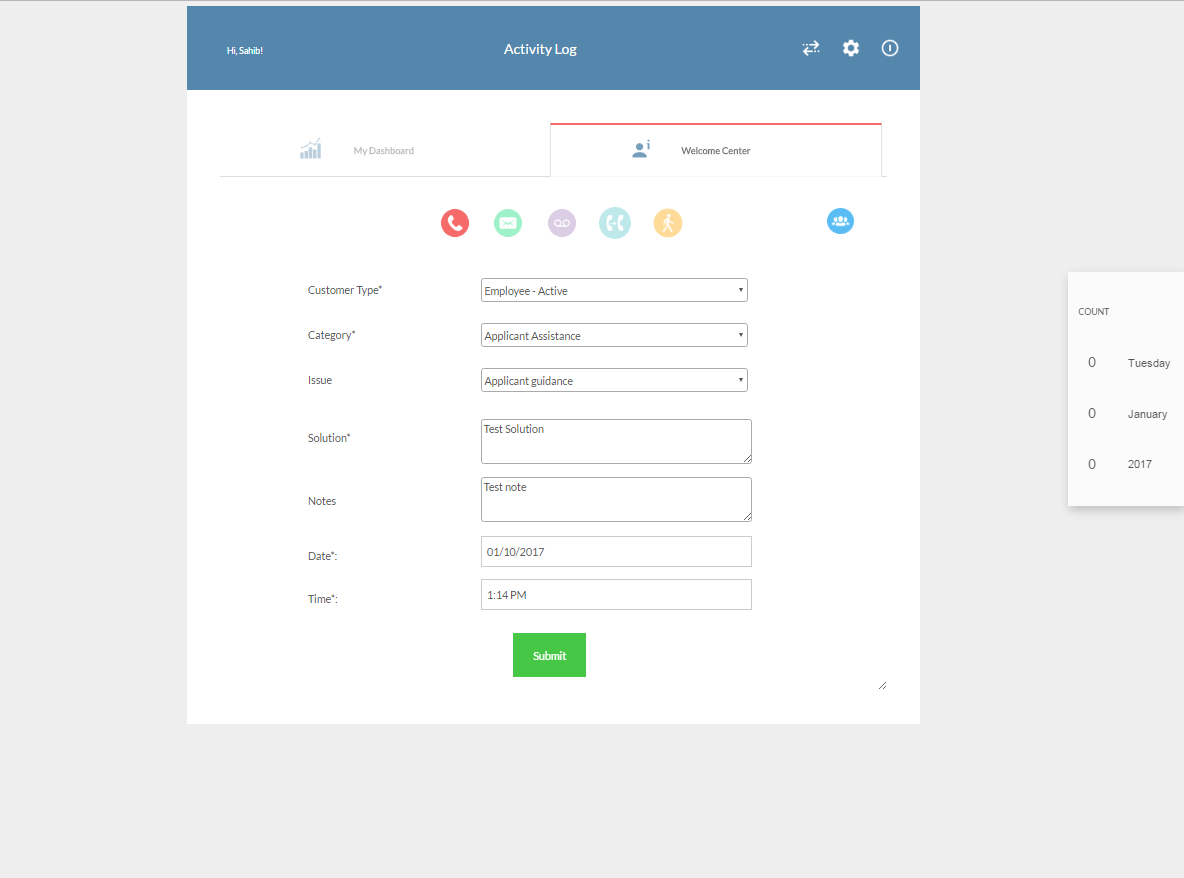 Hi, Sahib!
Activity Log
My Dashboard
Welcome Center
Customer Type*
Employee - Active
Category*
Applicant Assistance
Issue
Applicant guidance
Solution*
Test Solution
Notes
Test note
Date*:
01/10/2017
Time*:
1:14 PM
Submit
COUNT
0 Tuesday
0 January
0 2017